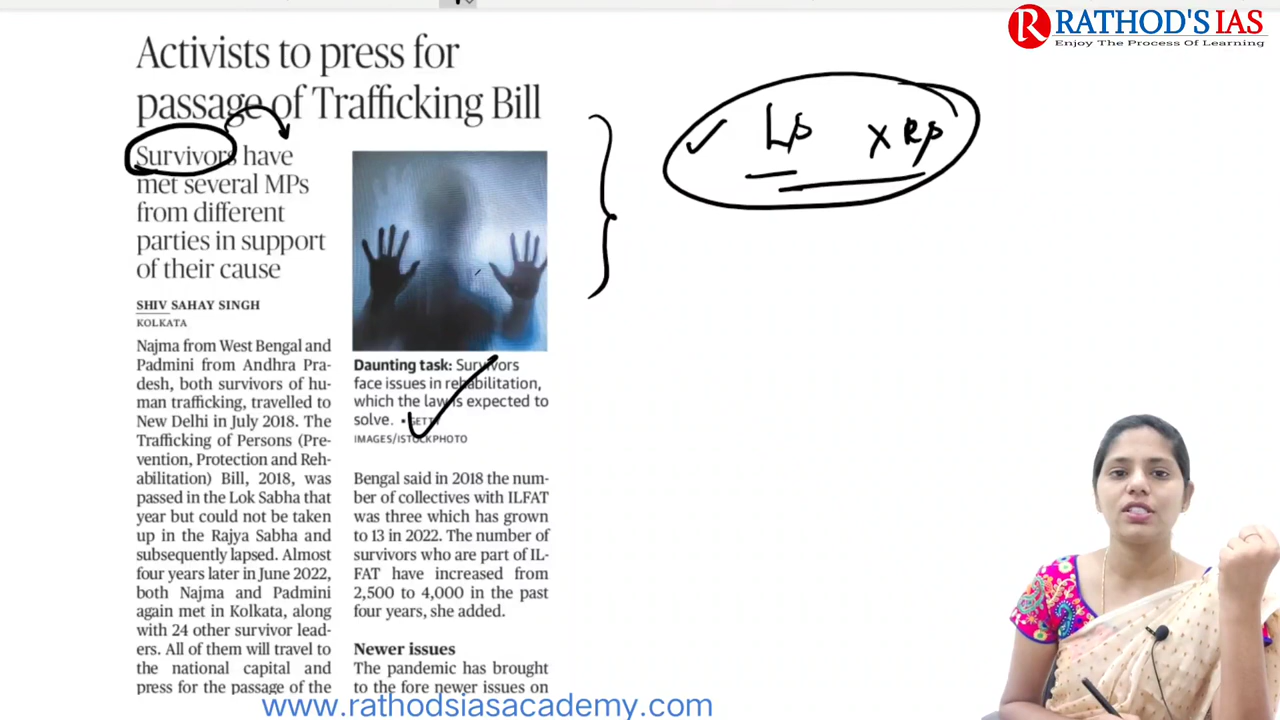 RATHOD'S IAS
Enjoy The Process Of Learning
Activists to press for
passage of Trafficking Bill
Survivors have
met several MPs
from different
parties in support
of their cause
SHIV SAHAY SINGH
KOLKATA
Najma from West Bengal and
Padmini from Andhra Pra-
desh, both survivors of hu-
man trafficking, travelled to
New Delhi in July 2018. The
Trafficking of Persons (Pre-
vention, Protection and Reh-
abilitation) Bill, 2018, was
passed in the Lok Sabha that
year but could not be taken
up in the Rajya Sabha and
subsequently lapsed. Almost
four years later in June 2022,
both Najma and Padmini
again met in Kolkata, along
with 24 other survivor lead-
ers. All of them will travel to
the national capital and
press for the passage of the
Daunting task: Survivors
face issues in rehabilitation,
which the law is expected to
solve. • GETTY
IMAGES/ISTOCKPHOTO
Bengal said in 2018 the num-
ber of collectives with ILFAT
was three which has grown
to 13 in 2022. The number of
survivors who are part of IL-
FAT have increased from
2,500 to 4,000 in the past
four years, she added.
Newer issues
The pandemic has brought
to the fore newer issues on
www.rathodsiasacademy.com